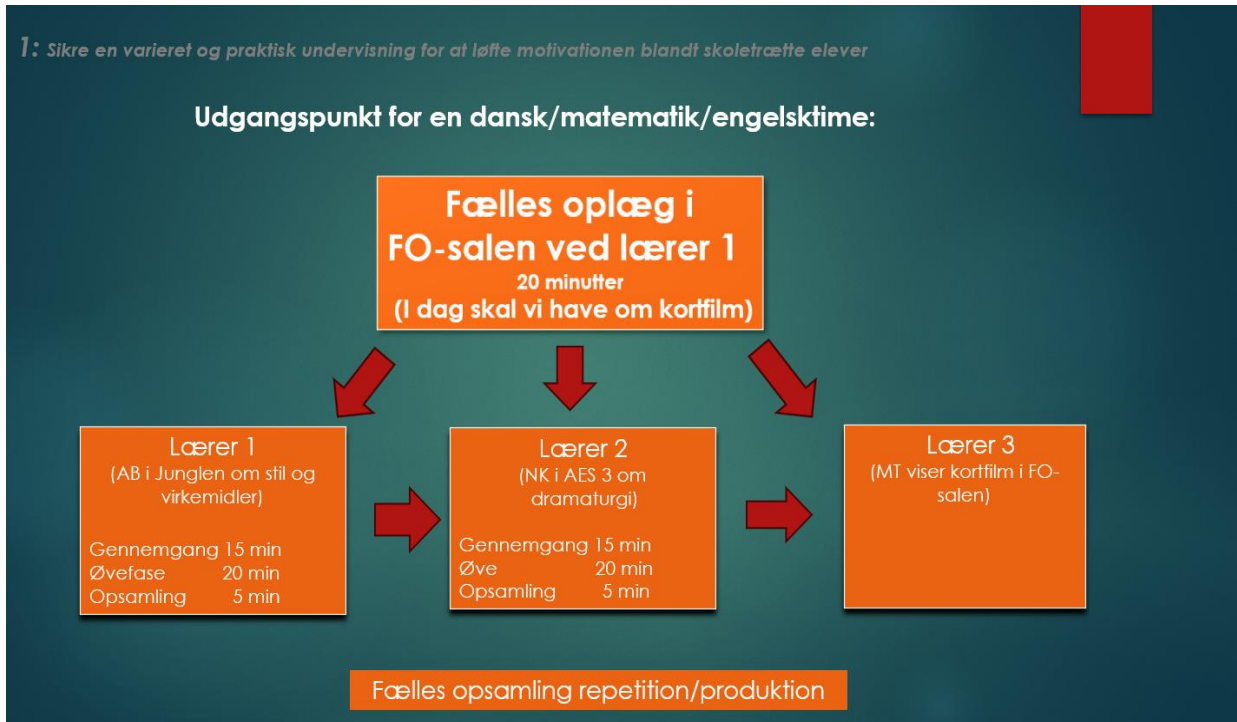 1: Sikre en varieret og praktisk undervisning for at løfte motivationen blandt skoletrætte elever
Udgangspunkt for en dansk/matematik/engelsktime:
Fælles oplæg i
FO-salen ved lærer 1
20 minutter
(I dag skal vi have om kortfilm)
Lærer 1
(AB i Junglen om stil og
virkemidler)
Gennemgang 15 min
Øvefase 20 min
Opsamling 5 min
Lærer 2
(NK i AES 3 om
dramaturgi)
Gennemgang 15 min
Øve 20 min
Opsamling 5 min
Lærer 3
(MT viser kortfilm i FO-
salen)
Fælles opsamling repetition/produktion